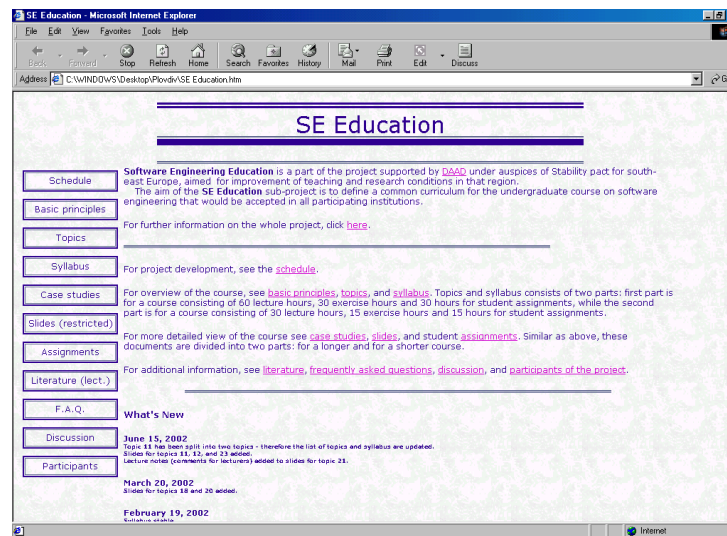 SE Education - Microsoft Internet Explorer
File Edit View Favorites Tools Help
Back Forward Stop Refresh Home Search Favorites History Mail Print Edit Discuss
Address C:\WINDOWS\Desktop\Plovdiv\SE Education.htm
SE Education
Schedule
Basic principles
Topics
Syllabus
Case studies
Slides (restricted)
Assignments
Literature (lect.)
F.A.Q.
Discussion
Participants
Software Engineering Education is a part of the project supported by DAAD under auspices of Stability pact for south-
east Europe, aimed for improvement of teaching and research conditions in that region.
The aim of the SE Education sub-project is to define a common curriculum for the undergraduate course on software
engineering that would be accepted in all participating institutions.
For further information on the whole project, click here.
For project development, see the schedule.
For overview of the course, see basic principles, topics, and syllabus. Topics and syllabus consists of two parts: first part is
for a course consisting of 60 lecture hours, 30 exercise hours and 30 hours for student assignments, while the second
part is for a course consisting of 30 lecture hours, 15 exercise hours and 15 hours for student assignments.
For more detailed view of the course see case studies, slides, and student assignments. Similar as above, these
documents are divided into two parts: for a longer and for a shorter course.
For additional information, see literature, frequently asked questions, discussion, and participants of the project.
What's New
June 15, 2002
Topic 11 has been split into two topics - therefore the list of topics and syllabus are updated.
Slides for topics 11, 12, and 23 added.
Lecture notes (comments for lecturers) added to slides for topic 21.
March 20, 2002
Slides for topics 18 and 20 added.
February 19, 2002
Syllabus stable
Internet